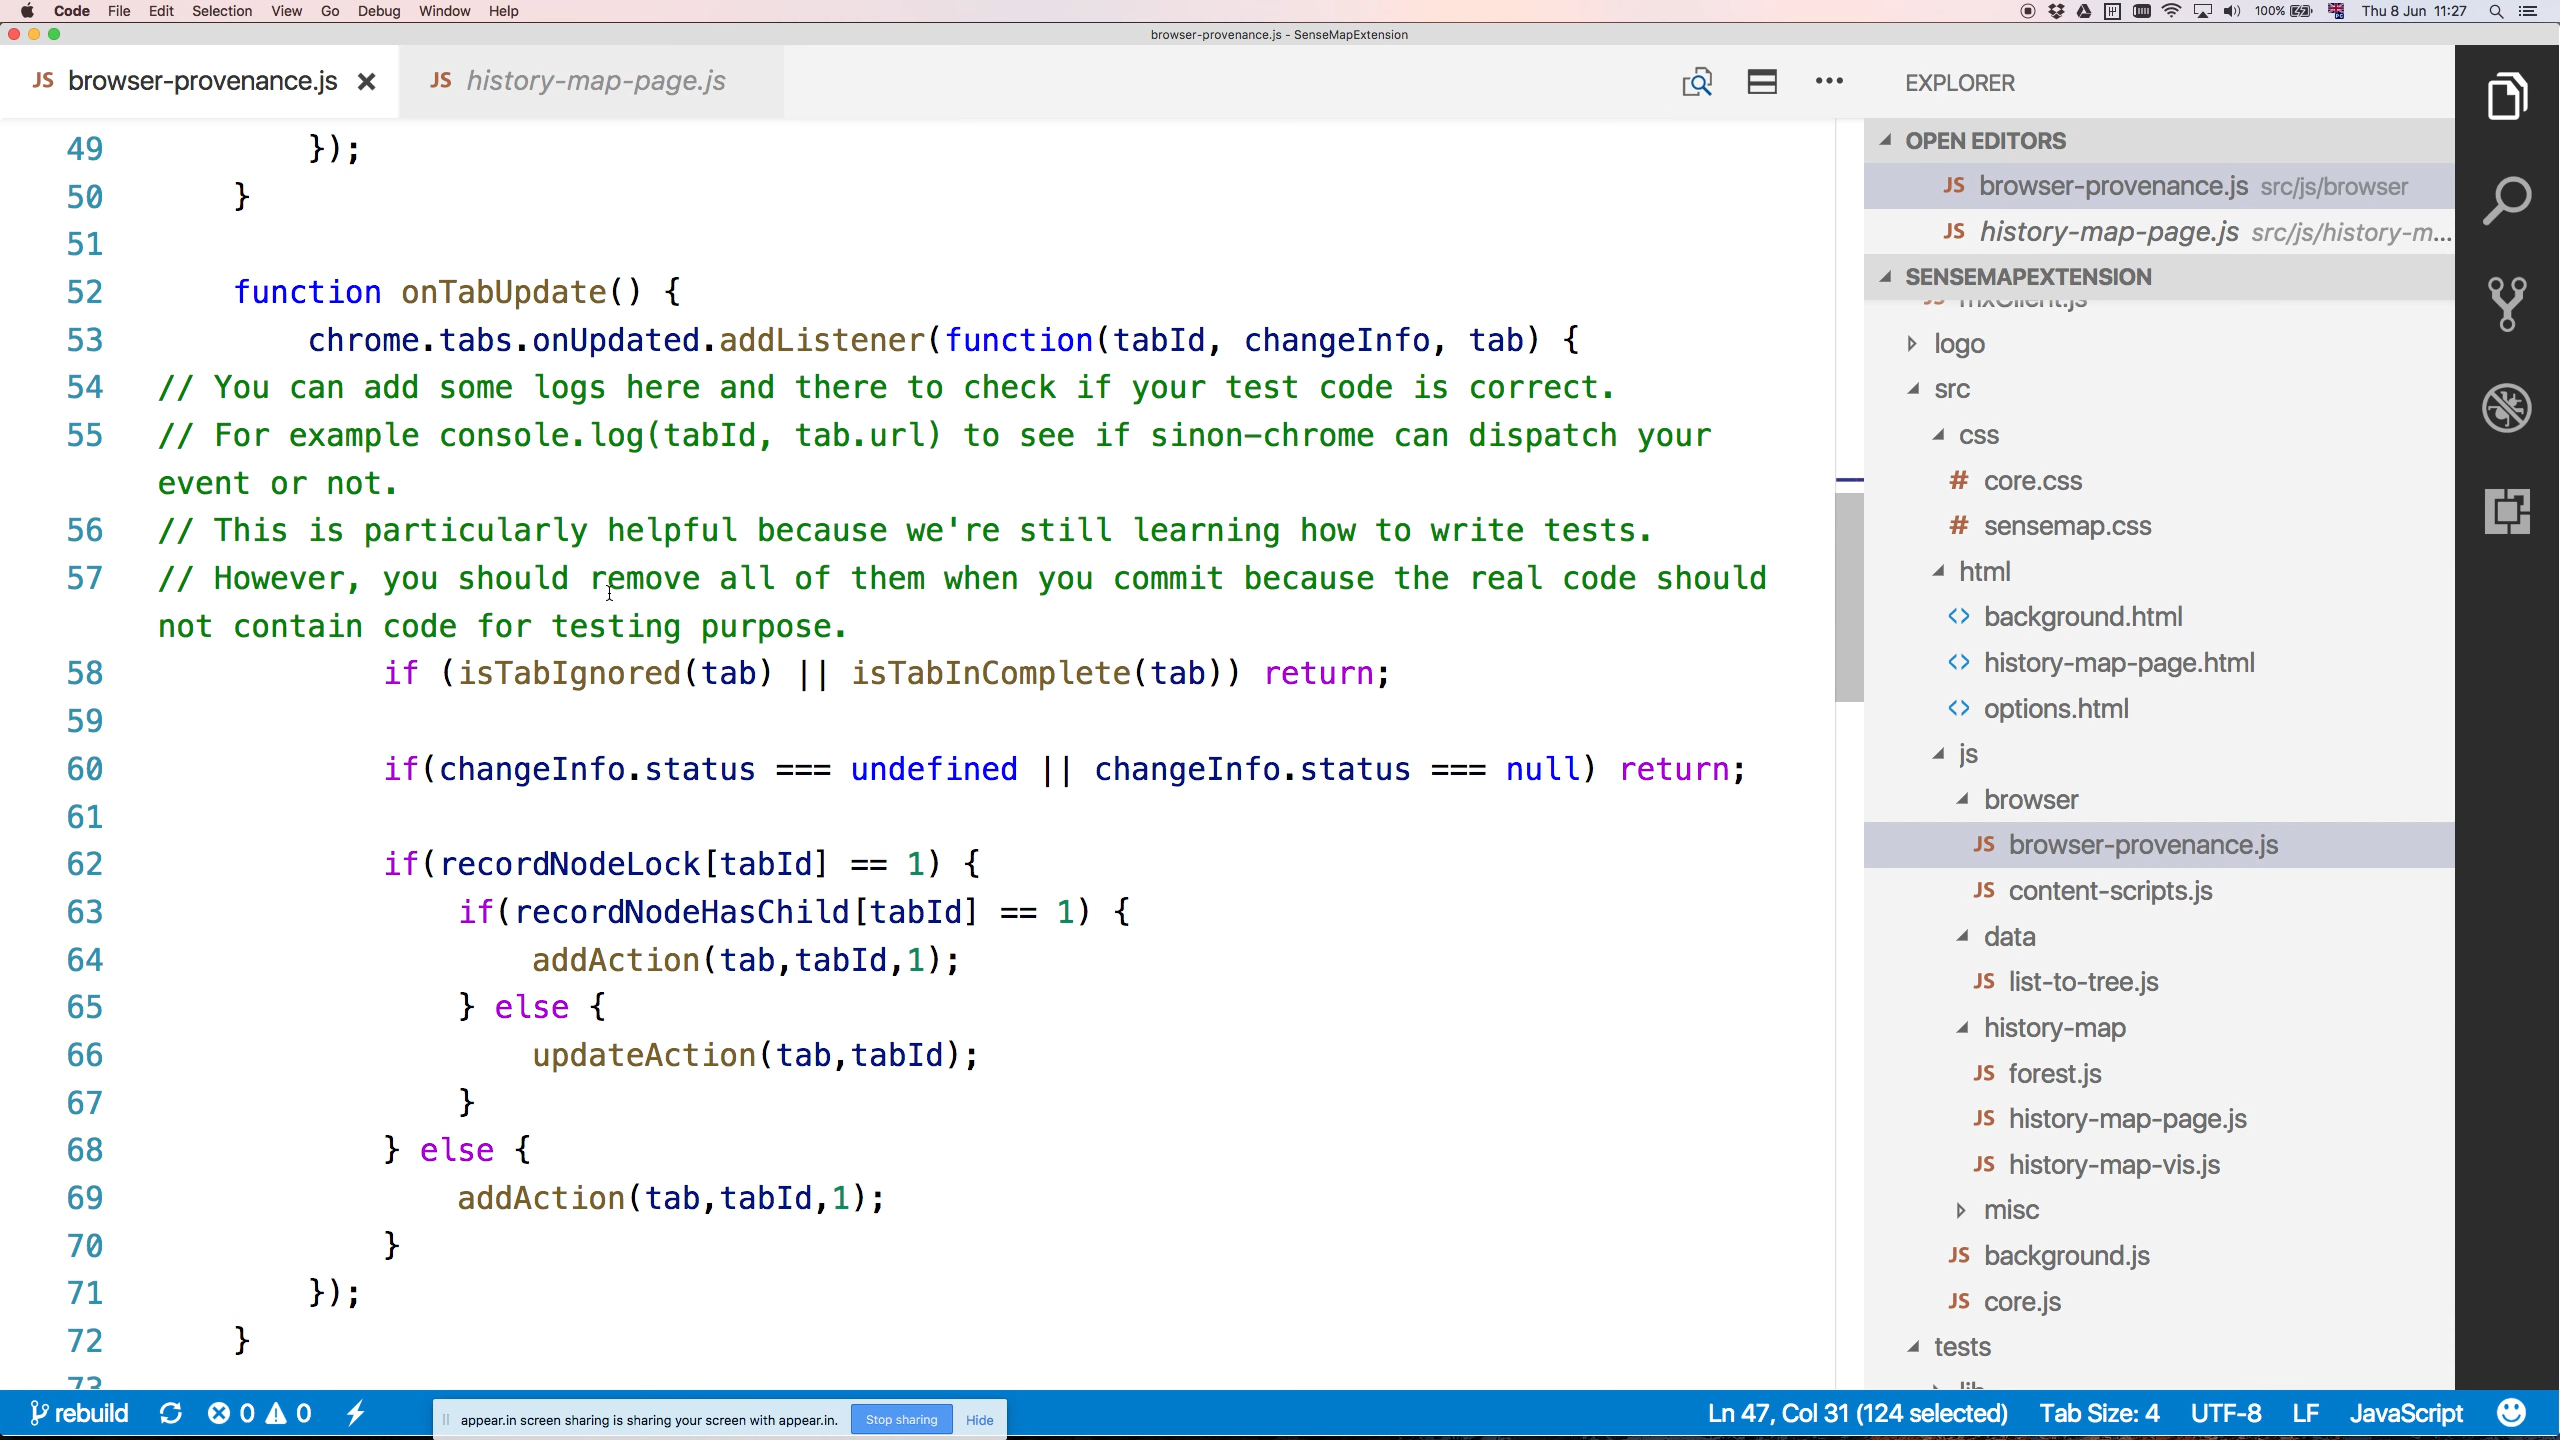 Code File Edit Selection View Go Debug Window Help 100% Thu 8 Jun 11:27
browser-provenance.js - SenseMapExtension
JS browser-provenance.js
JS history-map-page.js
49 });
50 }
51
52 function onTabUpdate() {
53 chrome.tabs.onUpdated.addListener(function(tabId, changeInfo, tab) {
54 // You can add some logs here and there to check if your test code is correct.
55 // For example console.log(tabId, tab.url) to see if sinon-chrome can dispatch your
event or not.
56 // This is particularly helpful because we're still learning how to write tests.
57 // However, you should remove all of them when you commit because the real code should
not contain code for testing purpose.
58 if (isTabIgnored(tab) || isTabInComplete(tab)) return;
59
60 if(changeInfo.status === undefined || changeInfo.status === null) return;
61
62 if(recordNodeLock[tabId] == 1) {
63 if(recordNodeHasChild[tabId] == 1) {
64 addAction(tab,tabId,1);
65 } else {
66 updateAction(tab,tabId);
67 }
68 } else {
69 addAction(tab,tabId,1);
70 }
71 });
72 }
73
EXPLORER
OPEN EDITORS
JS browser-provenance.js src/js/browser
JS history-map-page.js src/js/history-m...
SENSEMAPEXTENSION
JS mxClient.js
logo
src
css
# core.css
# sensemap.css
html
<> background.html
<> history-map-page.html
<> options.html
js
browser
JS browser-provenance.js
JS content-scripts.js
data
JS list-to-tree.js
history-map
JS forest.js
JS history-map-page.js
JS history-map-vis.js
misc
JS background.js
JS core.js
tests
lib
rebuild 0 0
appear.in screen sharing is sharing your screen with appear.in. Stop sharing Hide
Ln 47, Col 31 (124 selected) Tab Size: 4 UTF-8 LF JavaScript